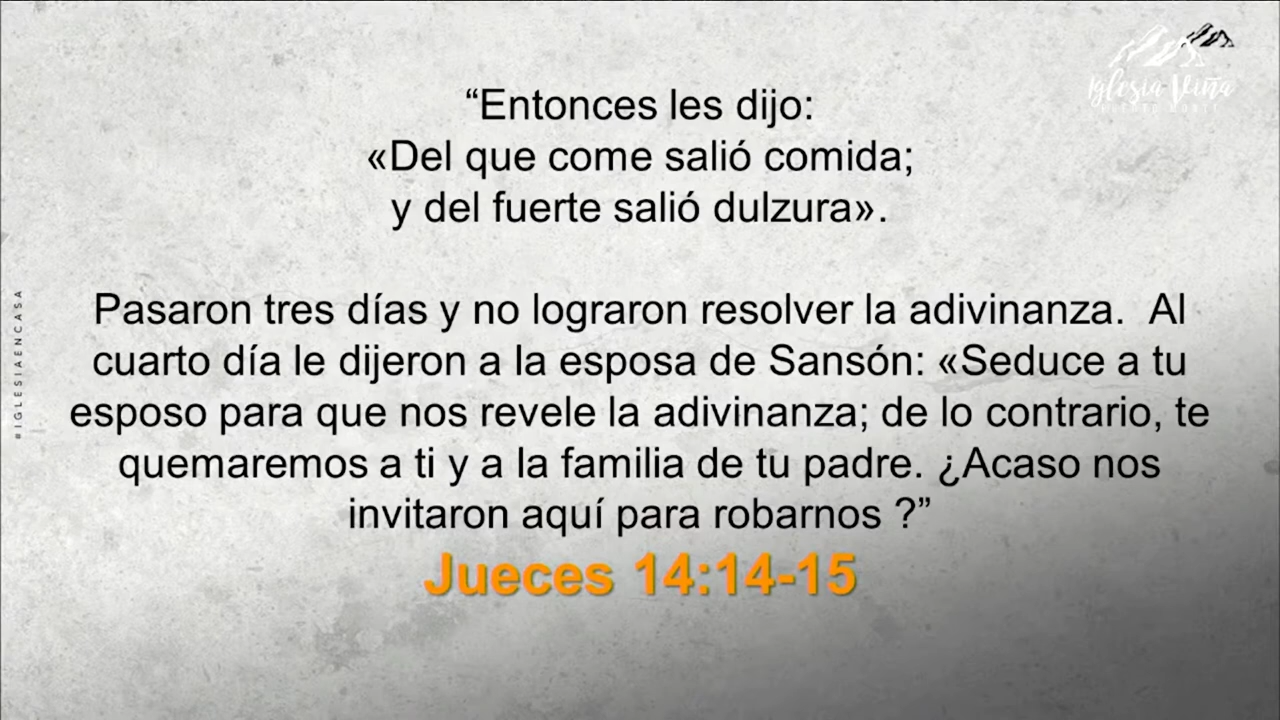 Iglesia Viña
“Entonces les dijo:
«Del que come salió comida;
y del fuerte salió dulzura».
Pasaron tres días y no lograron resolver la adivinanza.  Al
cuarto día le dijeron a la esposa de Sansón: «Seduce a tu
esposo para que nos revele la adivinanza; de lo contrario, te
quemaremos a ti y a la familia de tu padre. ¿Acaso nos
invitaron aquí para robarnos ?”
Jueces 14:14-15
#IGLESIAENCASA